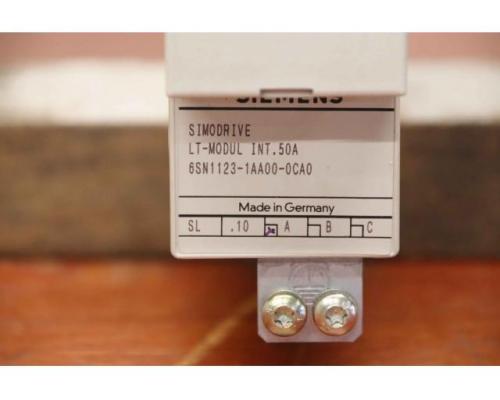 SIEMENS
SIMODRIVE
LT-MODUL INT.50A
6SN1123-1AA00-0CA0
Made in Germany
SL .10 A B C